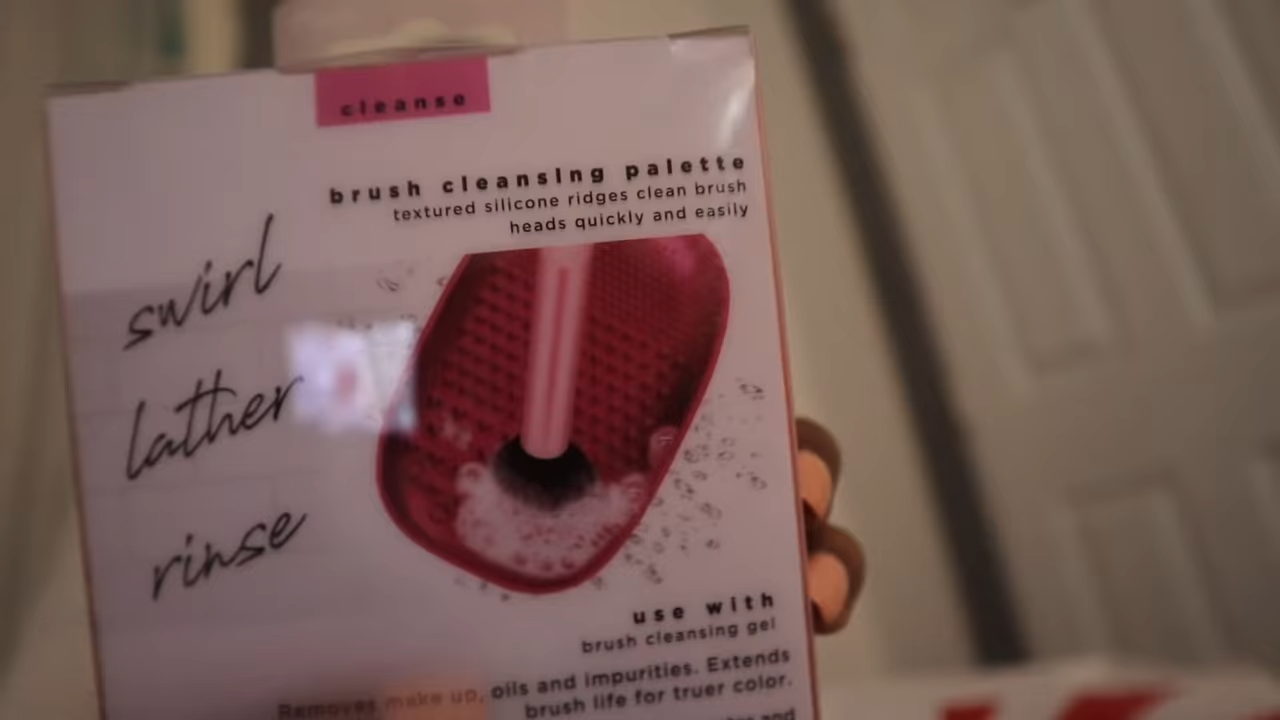 cleanse
brush cleansing palette
textured silicone ridges clean brush
heads quickly and easily
swirl
lather
rinse
use with
brush cleansing gel
Removes make up, oils and impurities. Extends
brush life for truer color.
and